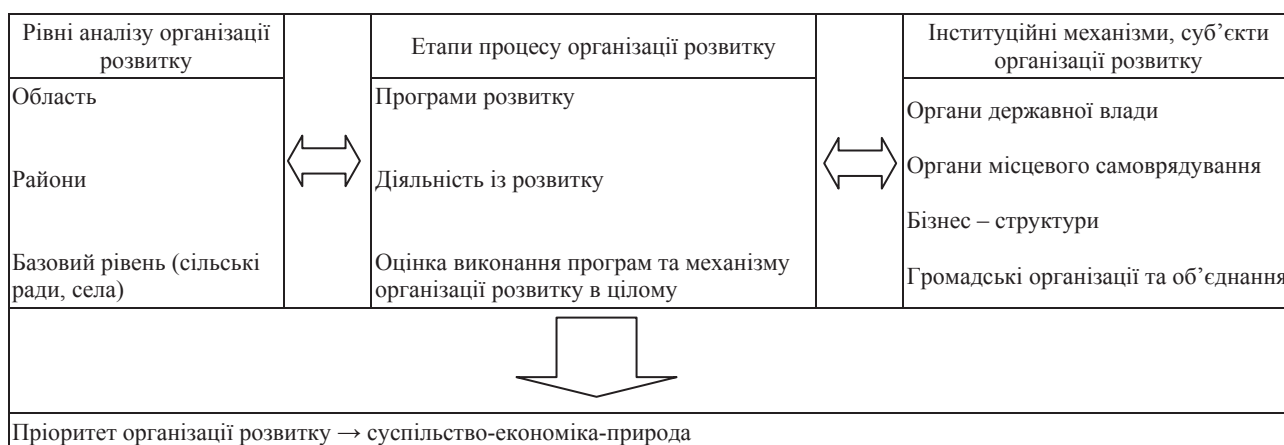 Рівні аналізу організації
розвитку
Етапи процесу організації розвитку
Інституційні механізми, суб’єкти
організації розвитку
Область
Райони
Базовий рівень (сільські
ради, села)
Програми розвитку
Діяльність із розвитку
Оцінка виконання програм та механізму
організації розвитку в цілому
Органи державної влади
Органи місцевого самоврядування
Бізнес – структури
Громадські організації та об’єднання
Пріоритет організації розвитку → суспільство-економіка-природа